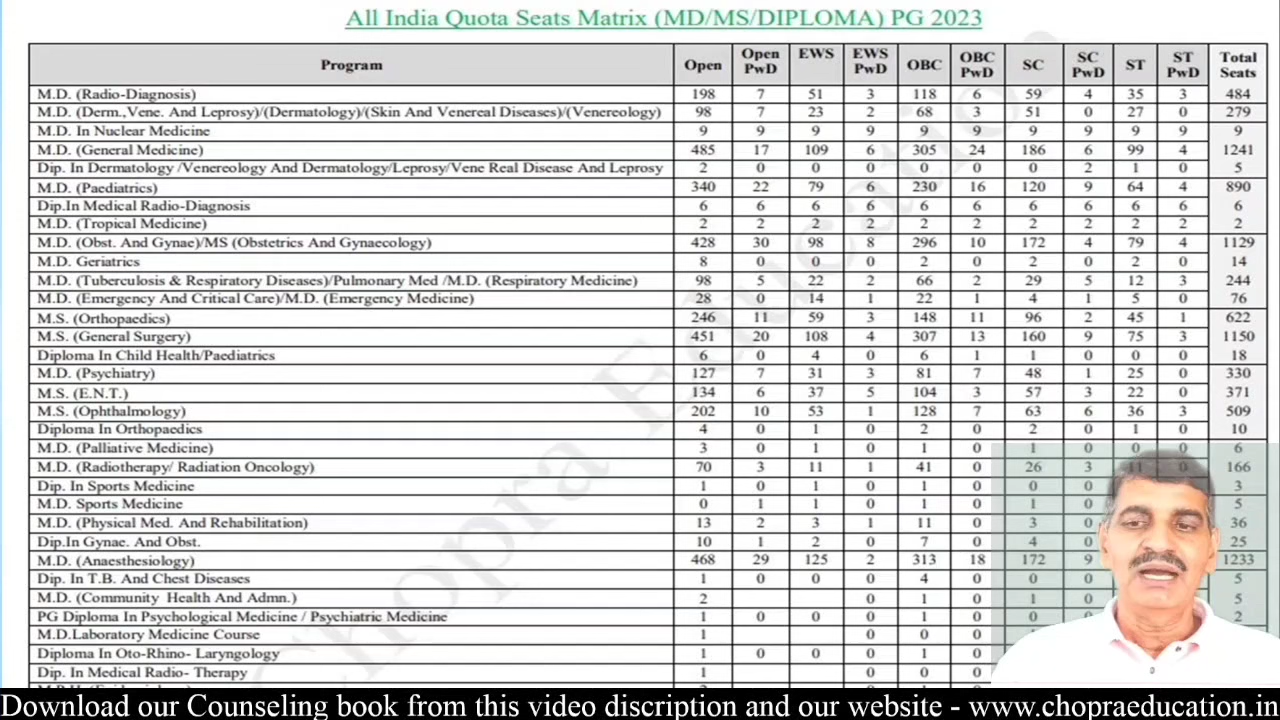 All India Quota Seats Matrix (MD/MS/DIPLOMA) PG 2023
Program Open Open PwD EWS EWS PwD OBC OBC PwD SC SC PwD ST ST PwD Total Seats
M.D. (Radio-Diagnosis) 198 7 51 3 118 6 59 4 35 3 484
M.D. (Derm.,Vene. And Leprosy)/(Dermatology)/(Skin And Venereal Diseases)/(Venereology) 98 7 23 2 68 3 51 0 27 0 279
M.D. In Nuclear Medicine 9 9 9 9 9 9 9 9 9 9 9
M.D. (General Medicine) 485 17 109 6 305 24 186 6 99 4 1241
Dip. In Dermatology /Venereology And Dermatology/Leprosy/Vene Real Disease And Leprosy 2 0 0 0 0 0 0 2 1 0 5
M.D. (Paediatrics) 340 22 79 6 230 16 120 9 64 4 890
Dip.In Medical Radio-Diagnosis 6 6 6 6 6 6 6 6 6 6 6
M.D. (Tropical Medicine) 2 2 2 2 2 2 2 2 2 2 2
M.D. (Obst. And Gynae)/MS (Obstetrics And Gynaecology) 428 30 98 8 296 10 172 4 79 4 1129
M.D. Geriatrics 8 0 0 0 2 0 2 0 2 0 14
M.D. (Tuberculosis & Respiratory Diseases)/Pulmonary Med /M.D. (Respiratory Medicine) 98 5 22 2 66 2 29 5 12 3 244
M.D. (Emergency And Critical Care)/M.D. (Emergency Medicine) 28 0 14 1 22 1 4 1 5 0 76
M.S. (Orthopaedics) 246 11 59 3 148 11 96 2 45 1 622
M.S. (General Surgery) 451 20 108 4 307 13 160 9 75 3 1150
Diploma In Child Health/Paediatrics 6 0 4 0 6 1 1 0 0 0 18
M.D. (Psychiatry) 127 7 31 3 81 7 48 1 25 0 330
M.S. (E.N.T.) 134 6 37 5 104 3 57 3 22 0 371
M.S. (Ophthalmology) 202 10 53 1 128 7 63 6 36 3 509
Diploma In Orthopaedics 4 0 1 0 2 0 2 0 1 0 10
M.D. (Palliative Medicine) 3 0 1 0 1 0 1 0 0 0 6
M.D. (Radiotherapy/ Radiation Oncology) 70 3 11 1 41 0 26 3 11 0 166
Dip. In Sports Medicine 1 0 1 0 1 0 0 0 3
M.D. Sports Medicine 0 1 1 0 1 0 1 0 5
M.D. (Physical Med. And Rehabilitation) 13 2 3 1 11 0 3 0 36
Dip.In Gynae. And Obst. 10 1 2 0 7 0 4 0 25
M.D. (Anaesthesiology) 468 29 125 2 313 18 172 9 1233
Dip. In T.B. And Chest Diseases 1 0 0 0 4 0 0 0 5
M.D. (Community Health And Admn.) 2 0 1 0 1 5
PG Diploma In Psychological Medicine / Psychiatric Medicine 1 0 0 0 1 0 0 2
M.D.Laboratory Medicine Course 1 0 0 0
Diploma In Oto-Rhino- Laryngology 1 0 0 0 1 0
Dip. In Medical Radio- Therapy 1 0 0 0
Chopra Education
Download our Counseling book from this video discription and our website - www.chopraeducation.in